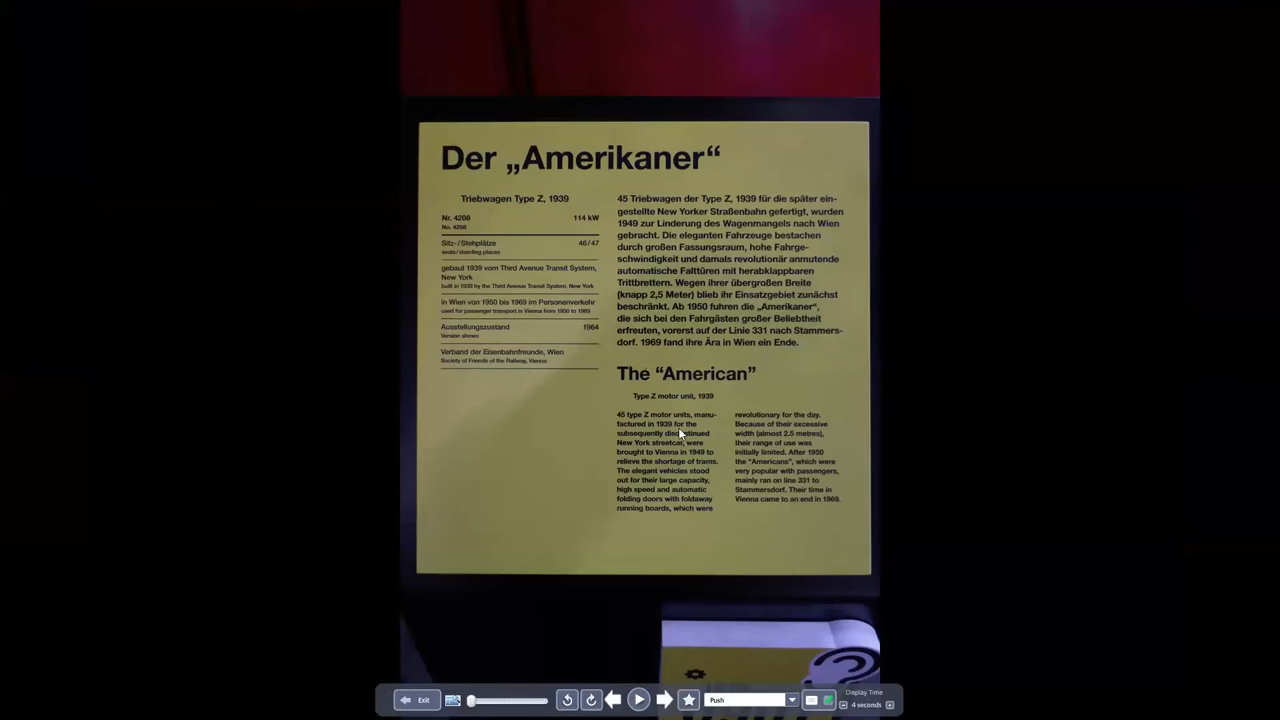 Der „Amerikaner“
Triebwagen Type Z, 1939
Nr. 4208 114 kW
No. 4208
Sitz-/Stehplätze 46/47
seats/standing places
gebaut 1939 vom Third Avenue Transit System,
New York
built in 1939 by the Third Avenue Transit System, New York
in Wien von 1950 bis 1969 im Personenverkehr
used for passenger transport in Vienna from 1950 to 1969
Ausstellungszustand 1964
Version shown
Verband der Eisenbahnfreunde, Wien
Society of Friends of the Railway, Vienna
45 Triebwagen der Type Z, 1939 für die später ein-
gestellte New Yorker Straßenbahn gefertigt, wurden
1949 zur Linderung des Wagenmangels nach Wien
gebracht. Die eleganten Fahrzeuge bestachen
durch großen Fassungsraum, hohe Fahrge-
schwindigkeit und damals revolutionär anmutende
automatische Falttüren mit herabklappbaren
Trittbrettern. Wegen ihrer übergroßen Breite
(knapp 2,5 Meter) blieb ihr Einsatzgebiet zunächst
beschränkt. Ab 1950 fuhren die „Amerikaner“,
die sich bei den Fahrgästen großer Beliebtheit
erfreuten, vorerst auf der Linie 331 nach Stammers-
dorf. 1969 fand ihre Ära in Wien ein Ende.
The “American”
Type Z motor unit, 1939
45 type Z motor units, manu-
factured in 1939 for the
subsequently discontinued
New York streetcar, were
brought to Vienna in 1949 to
relieve the shortage of trams.
The elegant vehicles stood
out for their large capacity,
high speed and automatic
folding doors with foldaway
running boards, which were
revolutionary for the day.
Because of their excessive
width (almost 2.5 metres),
their range of use was
initially limited. After 1950
the “Americans”, which were
very popular with passengers,
mainly ran on line 331 to
Stammersdorf. Their time in
Vienna came to an end in 1969.
?
Exit
Push
Display Time
4 seconds